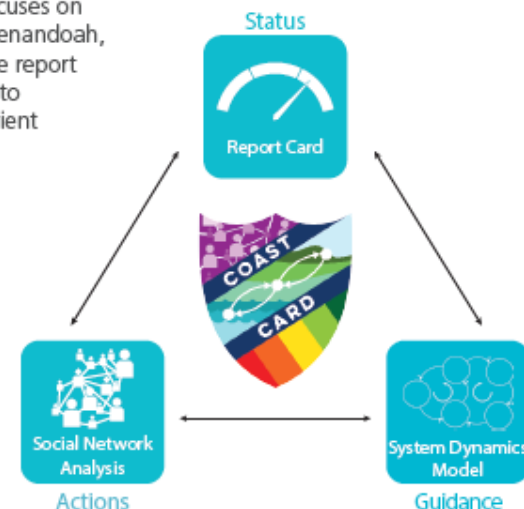 cuses on
enandoah,
e report
to
ient
Status
Report Card
COAST
CARD
Social Network
Analysis
Actions
System Dynamics
Model
Guidance